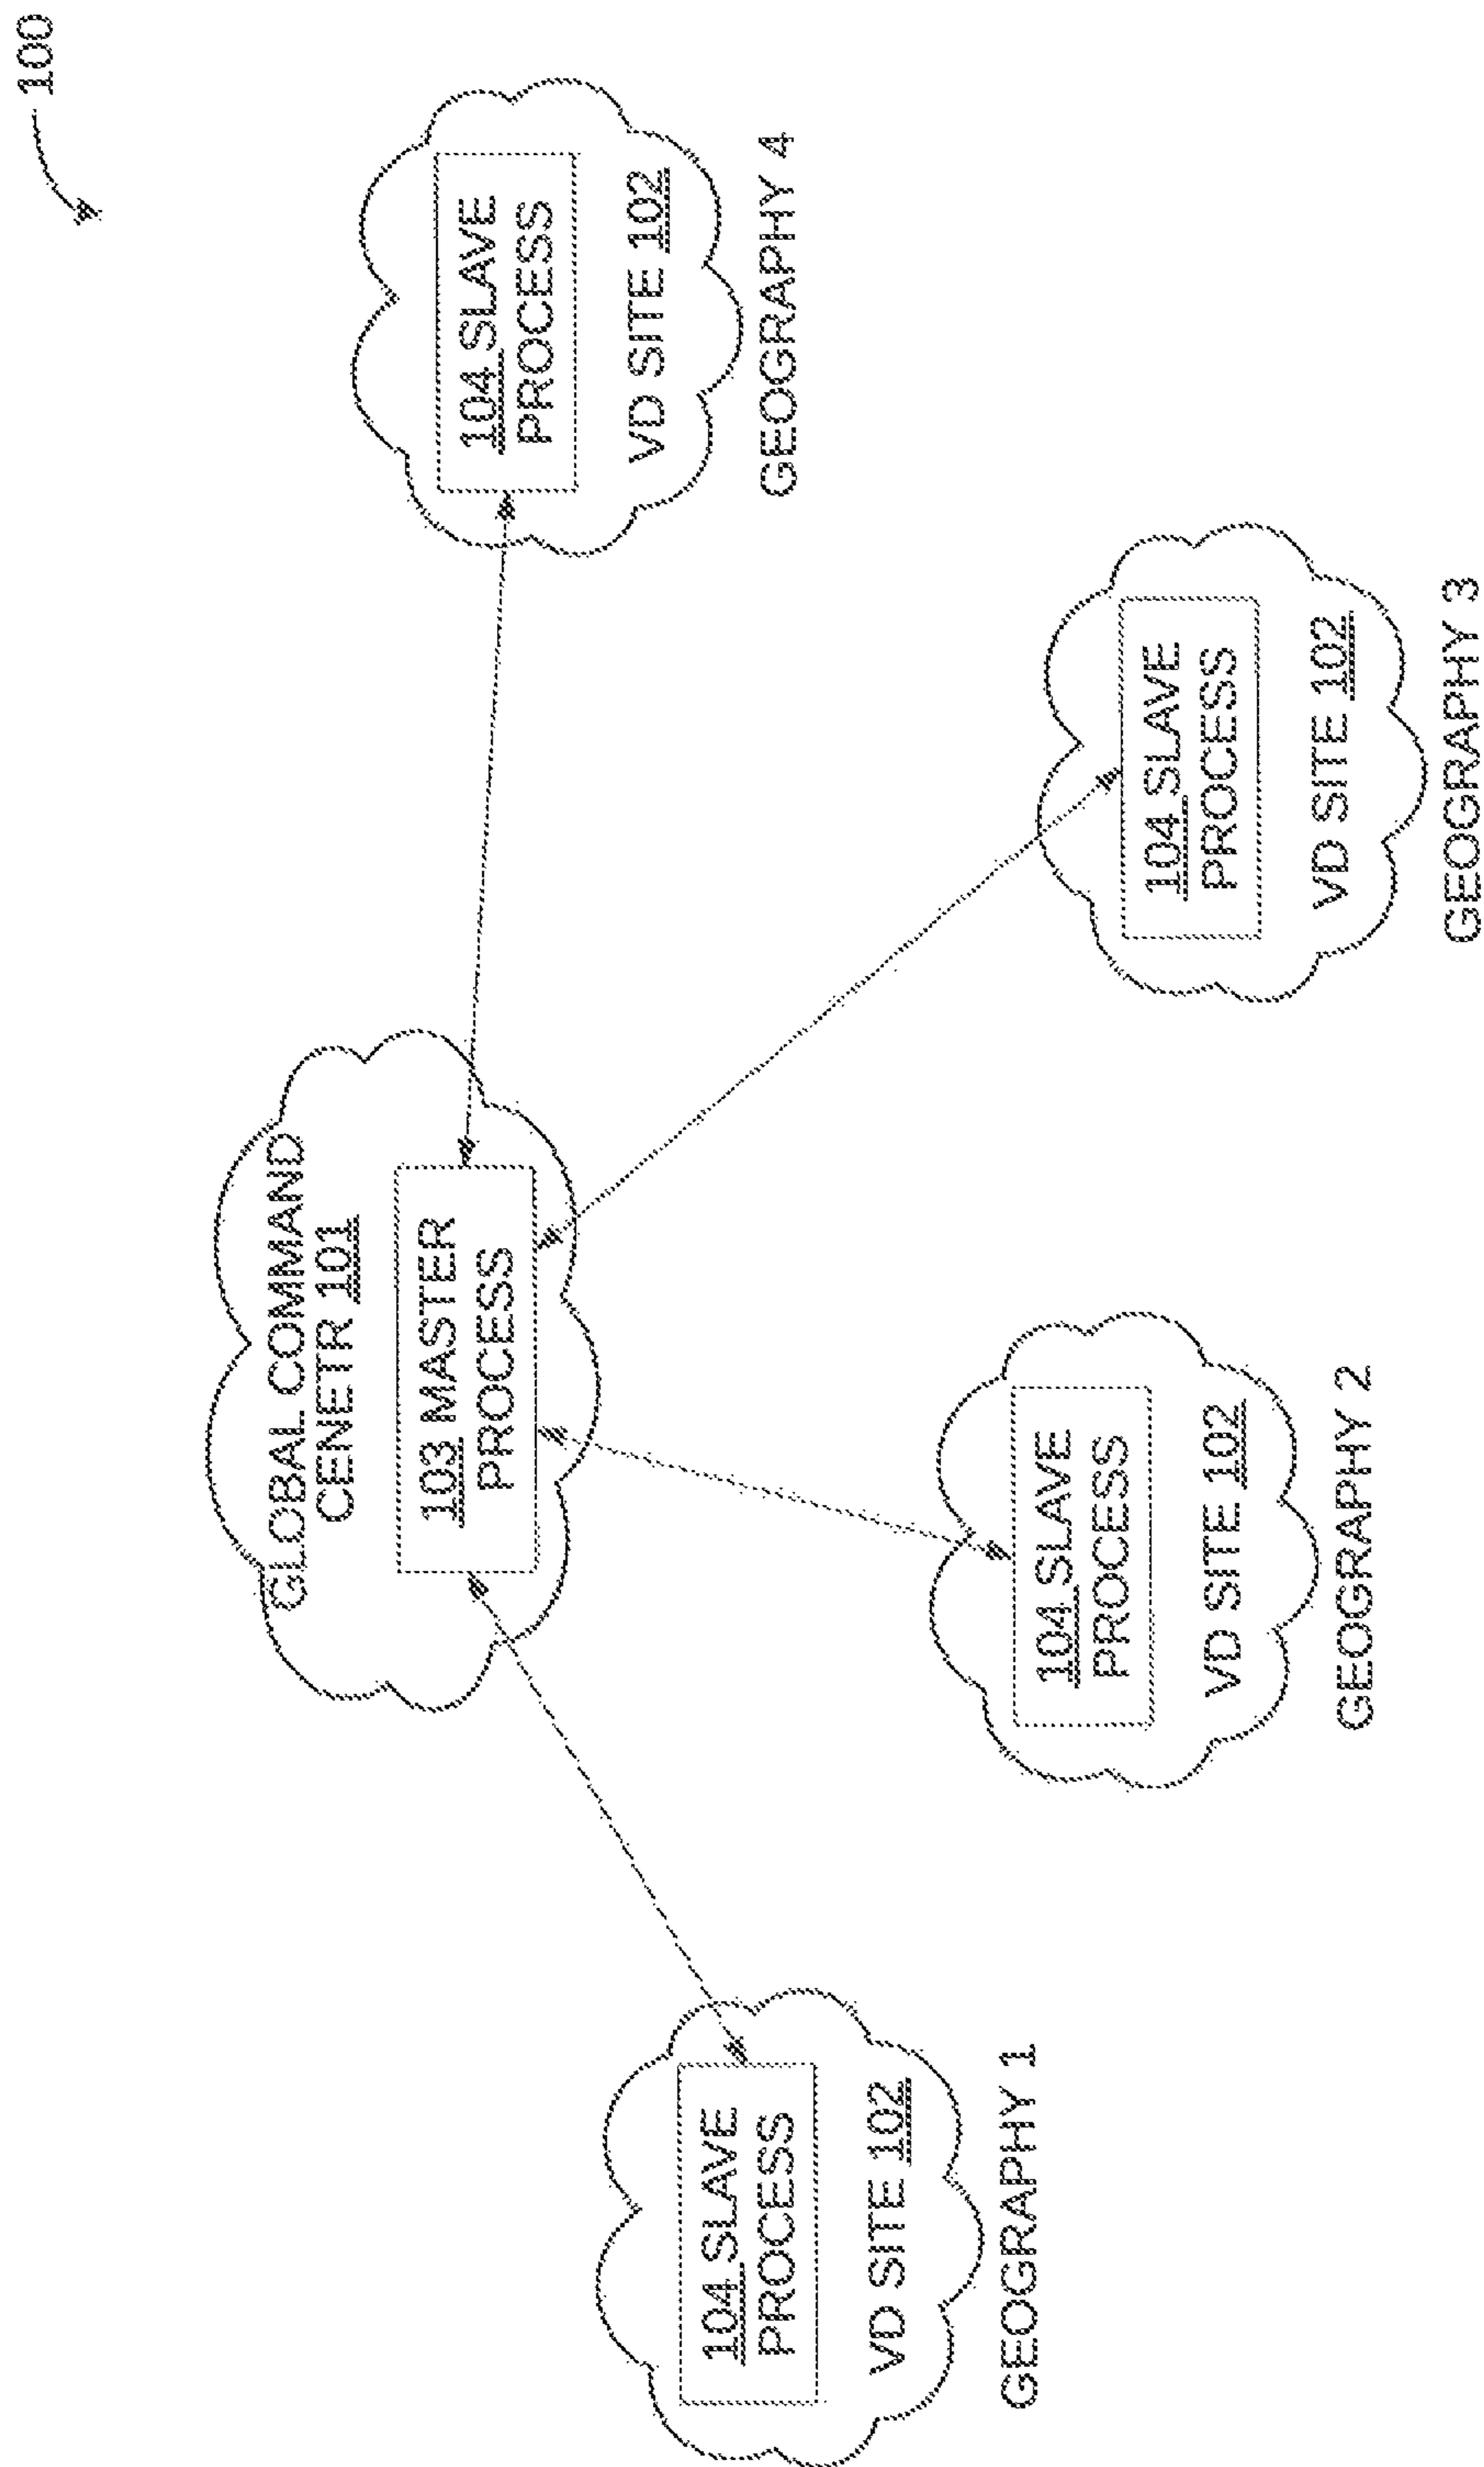 100
GLOBAL COMMAND
CENETR 101
103 MASTER
PROCESS
104 SLAVE
PROCESS
VD SITE 102
GEOGRAPHY 1
104 SLAVE
PROCESS
VD SITE 102
GEOGRAPHY 2
104 SLAVE
PROCESS
VD SITE 102
GEOGRAPHY 3
104 SLAVE
PROCESS
VD SITE 102
GEOGRAPHY 4